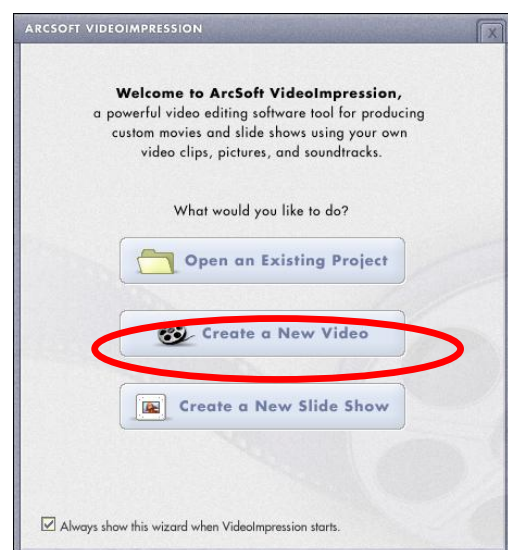 ARCSOFT VIDEOIMPRESSION
X
Welcome to ArcSoft VideoImpression,
a powerful video editing software tool for producing
custom movies and slide shows using your own
video clips, pictures, and soundtracks.
What would you like to do?
Open an Existing Project
Create a New Video
Create a New Slide Show
Always show this wizard when VideoImpression starts.